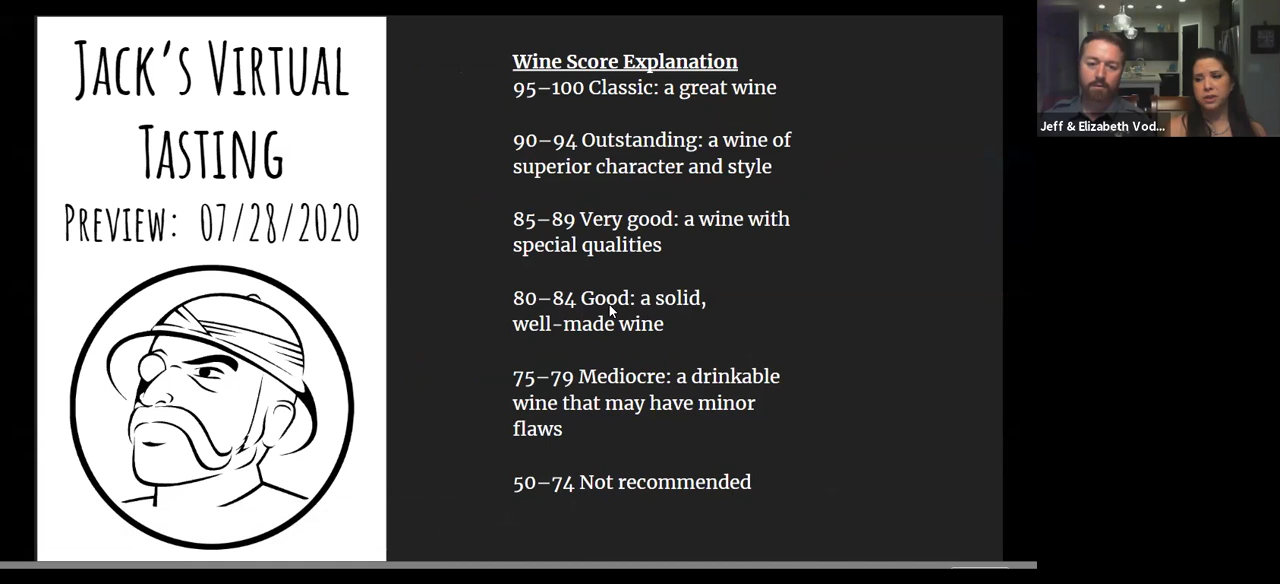 Jack's Virtual
Tasting
Preview: 07/28/2020
Wine Score Explanation
95–100 Classic: a great wine
90–94 Outstanding: a wine of
superior character and style
85–89 Very good: a wine with
special qualities
80–84 Good: a solid,
well-made wine
75–79 Mediocre: a drinkable
wine that may have minor
flaws
50–74 Not recommended
Jeff & Elizabeth Vod...